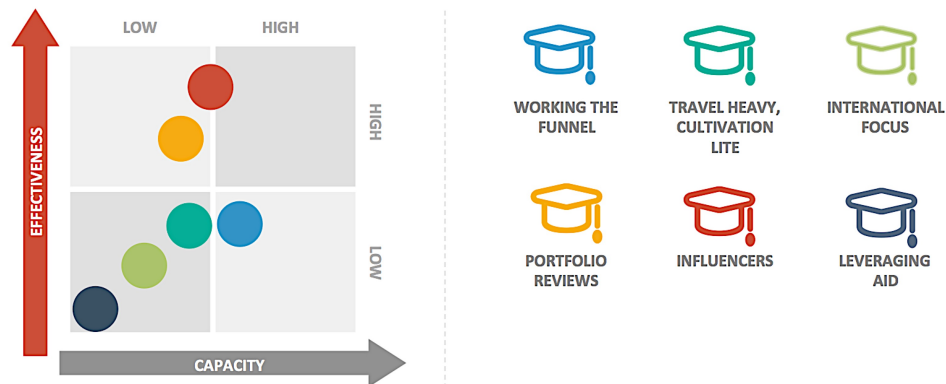 LOW
HIGH
EFFECTIVENESS
HIGH
LOW
CAPACITY
WORKING THE
FUNNEL
TRAVEL HEAVY,
CULTIVATION
LITE
INTERNATIONAL
FOCUS
PORTFOLIO
REVIEWS
INFLUENCERS
LEVERAGING
AID